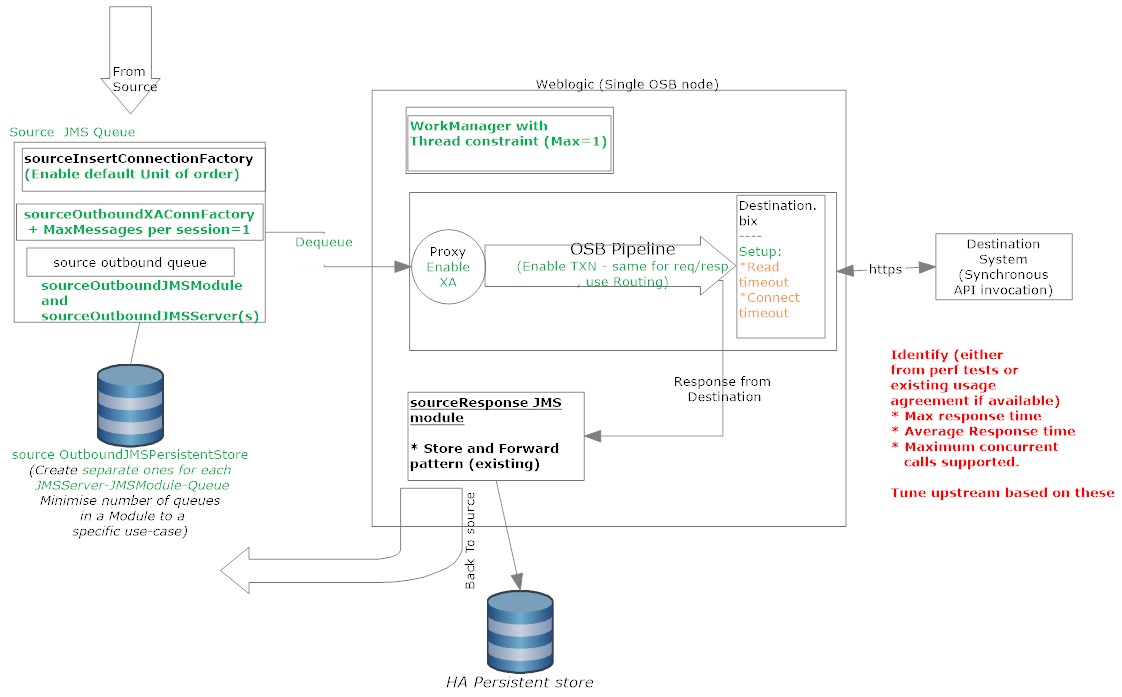 From
Source
Source  JMS Queue
sourceInsertConnectionFactory
(Enable default Unit of order)
sourceOutboundXAConnFactory
+ MaxMessages per session=1
source outbound queue
sourceOutboundJMSModule
and
sourceOutboundJMSServer(s)
source OutboundJMSPersistentStore
(Create separate ones for each
JMSServer-JMSModule-Queue
Minimise number of queues
in a Module to a
specific use-case)
Dequeue
Weblogic (Single OSB node)
WorkManager with
Thread constraint (Max=1)
Proxy
Enable
XA
OSB Pipeline
(Enable TXN - same for req/resp
, use Routing)
Destination.
bix
----
Setup:
*Read
timeout
*Connect
timeout
https
Destination
System
(Synchronous
API invocation)
Response from
Destination
sourceResponse JMS
module
* Store and Forward
pattern (existing)
Back To source
HA Persistent store
Identify (either
from perf tests or
existing usage
agreement if available)
* Max response time
* Average Response time
* Maximum concurrent
calls supported.
Tune upstream based on these